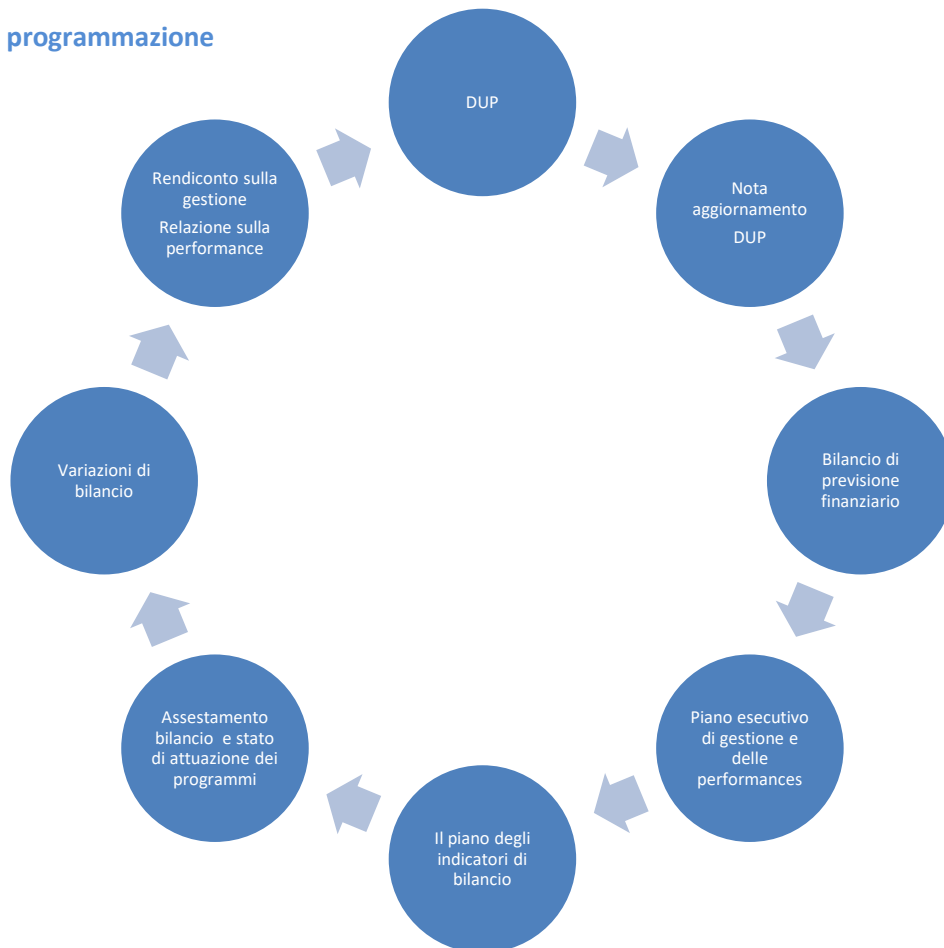 programmazione
DUP
Nota
aggiornamento
DUP
Bilancio di
previsione
finanziario
Piano esecutivo
di gestione e
delle
performances
Il piano degli
indicatori di
bilancio
Assestamento
bilancio e stato
di attuazione dei
programmi
Variazioni di
bilancio
Rendiconto sulla
gestione
Relazione sulla
performance